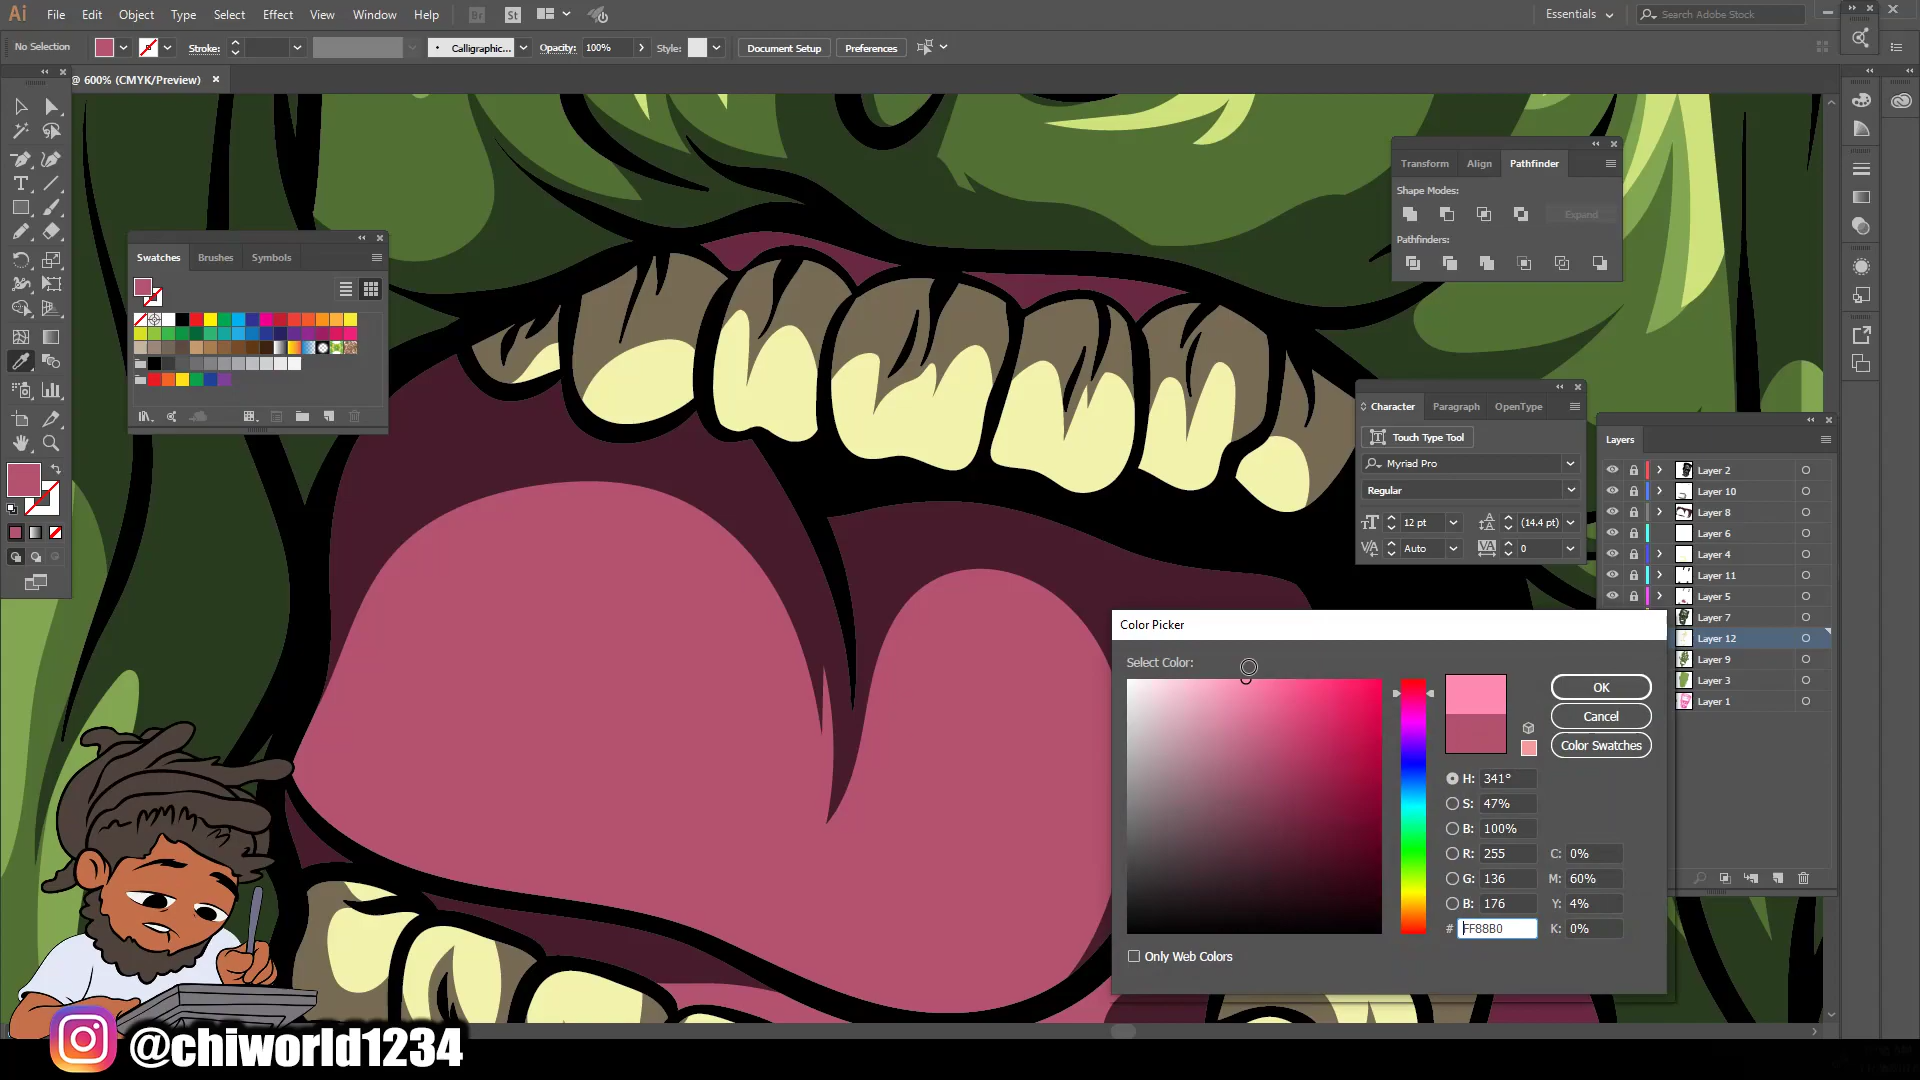 Ai File Edit Object Type Select Effect View Window Help Br St Essentials Search Adobe Stock
No Selection Stroke: Calligraphic... Opacity: 100% Style: Document Setup Preferences
@ 600% (CMYK/Preview)
Transform Align Pathfinder
Shape Modes:
Expand
Pathfinders:
Swatches Brushes Symbols
Character Paragraph OpenType
Touch Type Tool
Myriad Pro
Regular
12 pt (14.4 pt)
Auto 0
Layers
Layer 2
Layer 10
Layer 8
Layer 6
Layer 4
Layer 11
Layer 5
Layer 7
Layer 12
Layer 9
Layer 3
Layer 1
Color Picker
Select Color:
OK
Cancel
Color Swatches
H: 341°
S: 47%
B: 100%
R: 255 C: 0%
G: 136 M: 60%
B: 176 Y: 4%
# FF88B0 K: 0%
Only Web Colors
@chiworld1234